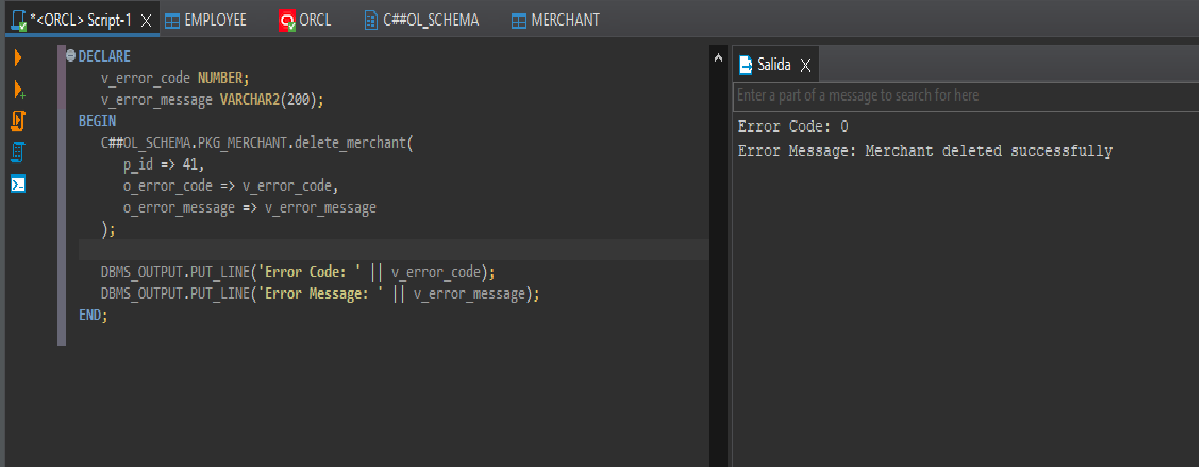 *<ORCL> Script-1 X EMPLOYEE ORCL C##OL_SCHEMA MERCHANT
DECLARE
v_error_code NUMBER;
v_error_message VARCHAR2(200);
BEGIN
C##OL_SCHEMA.PKG_MERCHANT.delete_merchant(
p_id => 41,
o_error_code => v_error_code,
o_error_message => v_error_message
);
DBMS_OUTPUT.PUT_LINE('Error Code: ' || v_error_code);
DBMS_OUTPUT.PUT_LINE('Error Message: ' || v_error_message);
END;
Salida X
Enter a part of a message to search for here
Error Code: 0
Error Message: Merchant deleted successfully